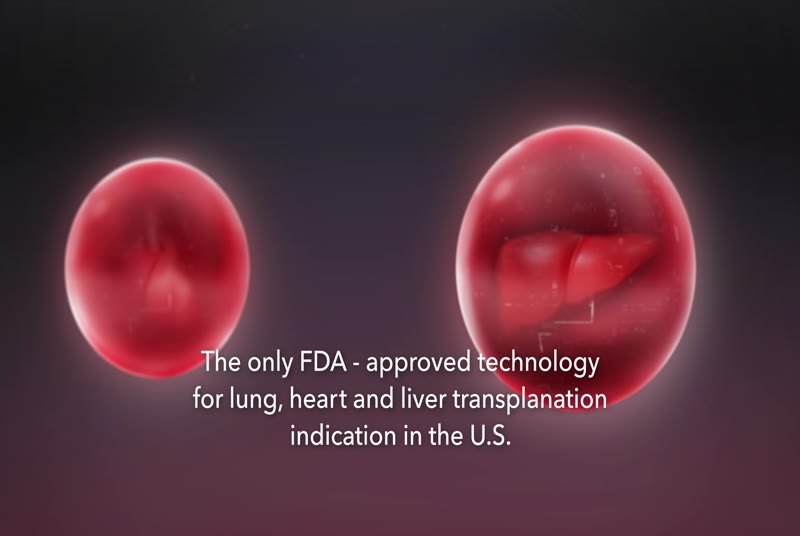 The only FDA - approved technology
for lung, heart and liver transplanation
indication in the U.S.